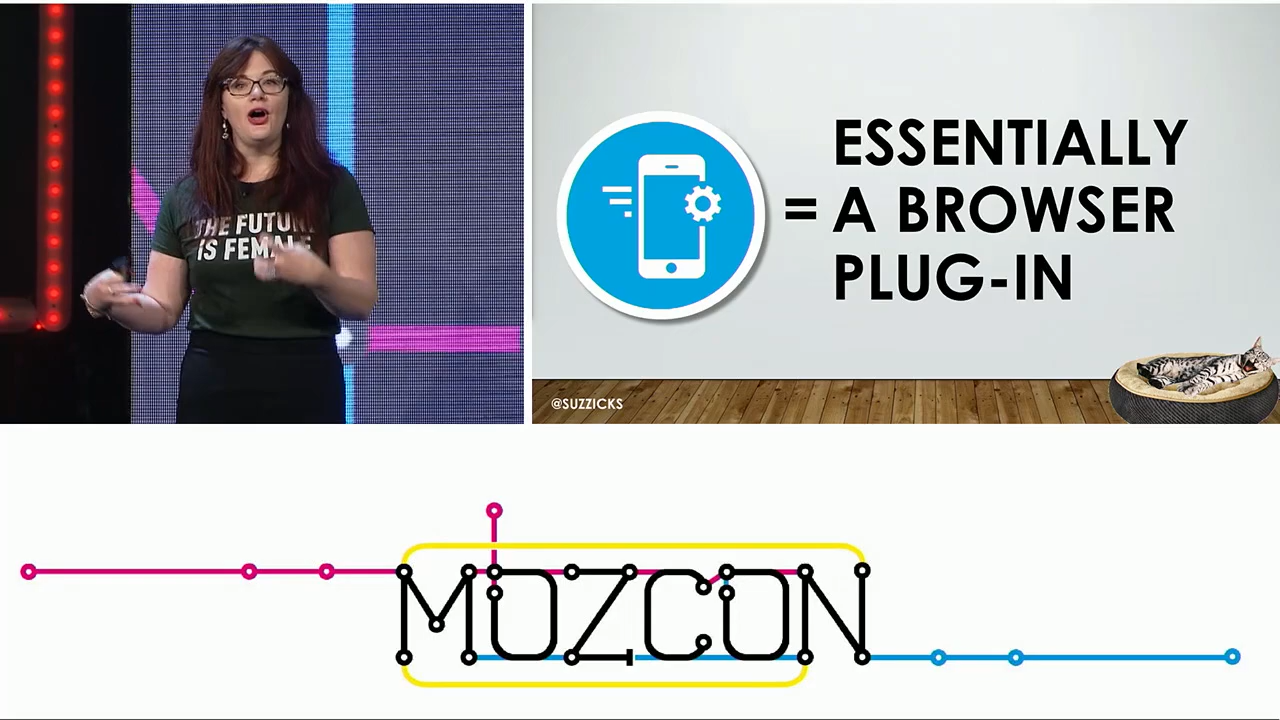 THE FUTURE
IS FEMALE
=
ESSENTIALLY
A BROWSER
PLUG-IN
@SUZZICKS
MOZCON